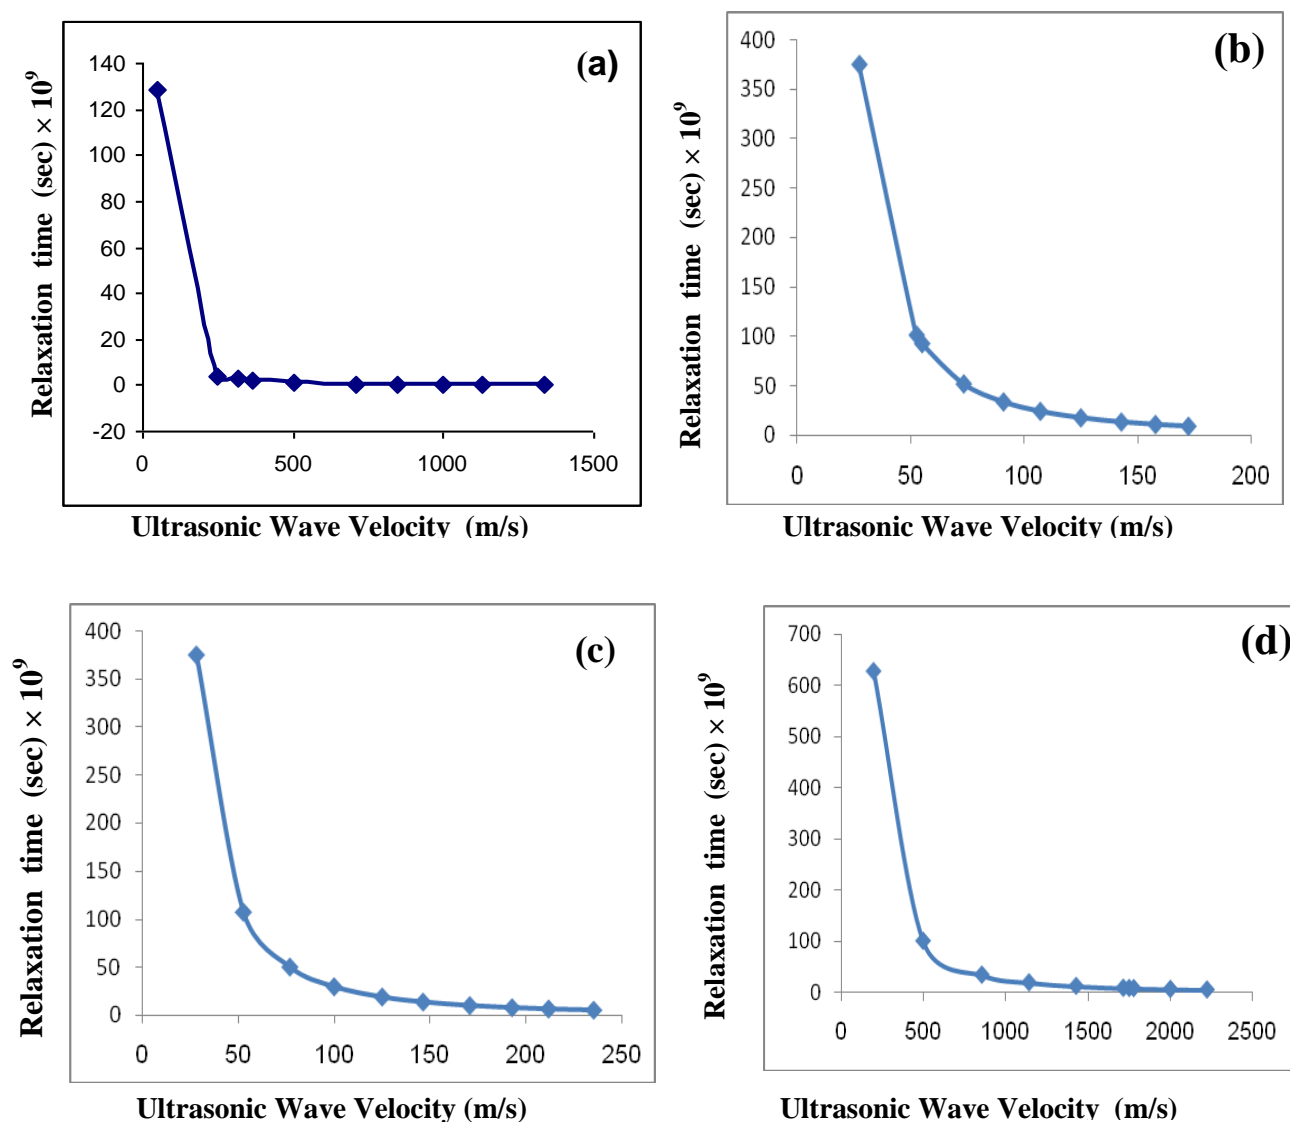 (a)
Relaxation time (sec) × 10⁹
140
120
100
80
60
40
20
0
-20
0 500 1000 1500
Ultrasonic Wave Velocity (m/s)
(b)
Relaxation time (sec) × 10⁹
400
350
300
250
200
150
100
50
0
0 50 100 150 200
Ultrasonic Wave Velocity (m/s)
(c)
Relaxation time (sec) × 10⁹
400
350
300
250
200
150
100
50
0
0 50 100 150 200 250
Ultrasonic Wave Velocity (m/s)
(d)
Relaxation time (sec) × 10⁹
700
600
500
400
300
200
100
0
0 500 1000 1500 2000 2500
Ultrasonic Wave Velocity (m/s)